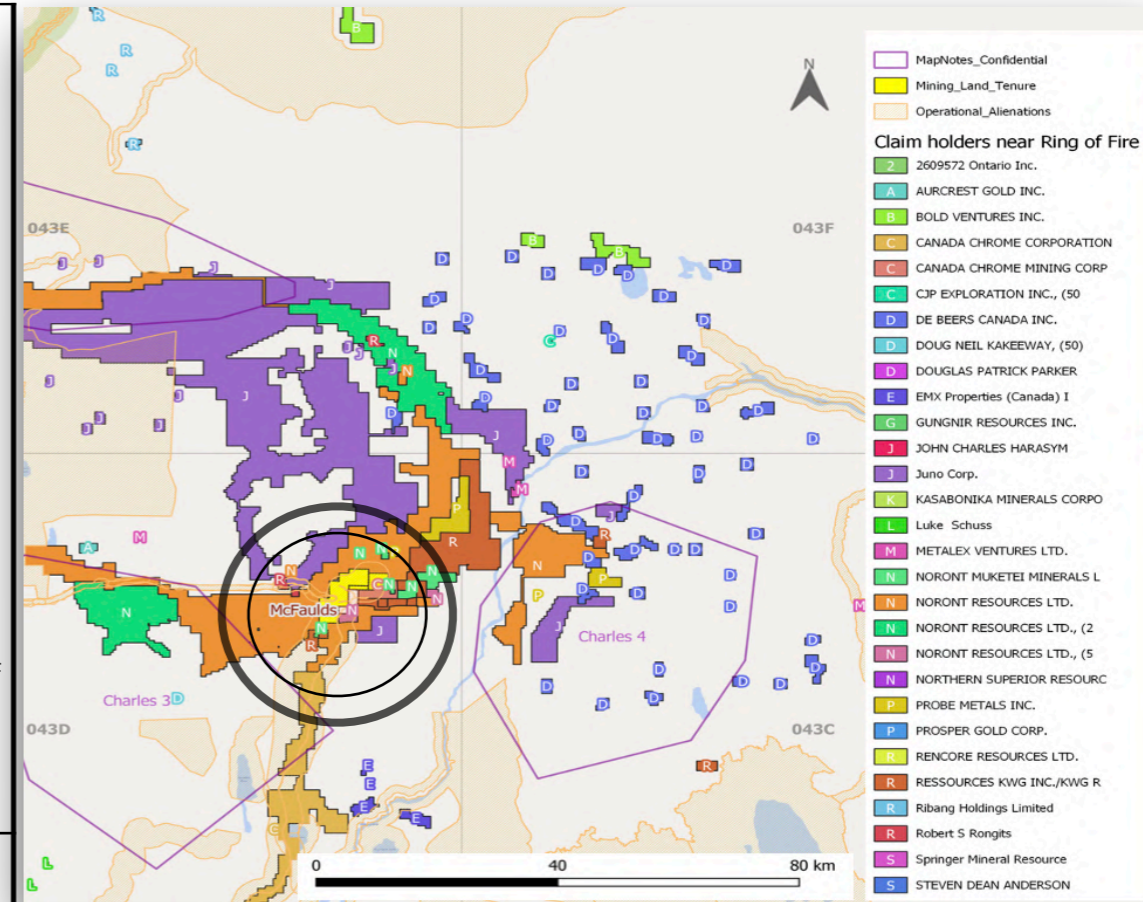 N
043E
043F
McFaulds
Charles 4
Charles 3
043D
043C
0 40 80 km
MapNotes_Confidential
Mining_Land_Tenure
Operational_Alienations
Claim holders near Ring of Fire
2 2609572 Ontario Inc.
A AURCREST GOLD INC.
B BOLD VENTURES INC.
C CANADA CHROME CORPORATION
C CANADA CHROME MINING CORP
C CJP EXPLORATION INC., (50
D DE BEERS CANADA INC.
D DOUG NEIL KAKEEWAY, (50)
D DOUGLAS PATRICK PARKER
E EMX Properties (Canada) I
G GUNGNIR RESOURCES INC.
J JOHN CHARLES HARASYM
J Juno Corp.
K KASABONIKA MINERALS CORPO
L Luke Schuss
M METALEX VENTURES LTD.
N NORONT MUKETEI MINERALS L
N NORONT RESOURCES LTD.
N NORONT RESOURCES LTD., (2
N NORONT RESOURCES LTD., (5
N NORTHERN SUPERIOR RESOURC
P PROBE METALS INC.
P PROSPER GOLD CORP.
R RENCORE RESOURCES LTD.
R RESSOURCES KWG INC./KWG R
R Ribang Holdings Limited
R Robert S Rongits
S Springer Mineral Resource
S STEVEN DEAN ANDERSON